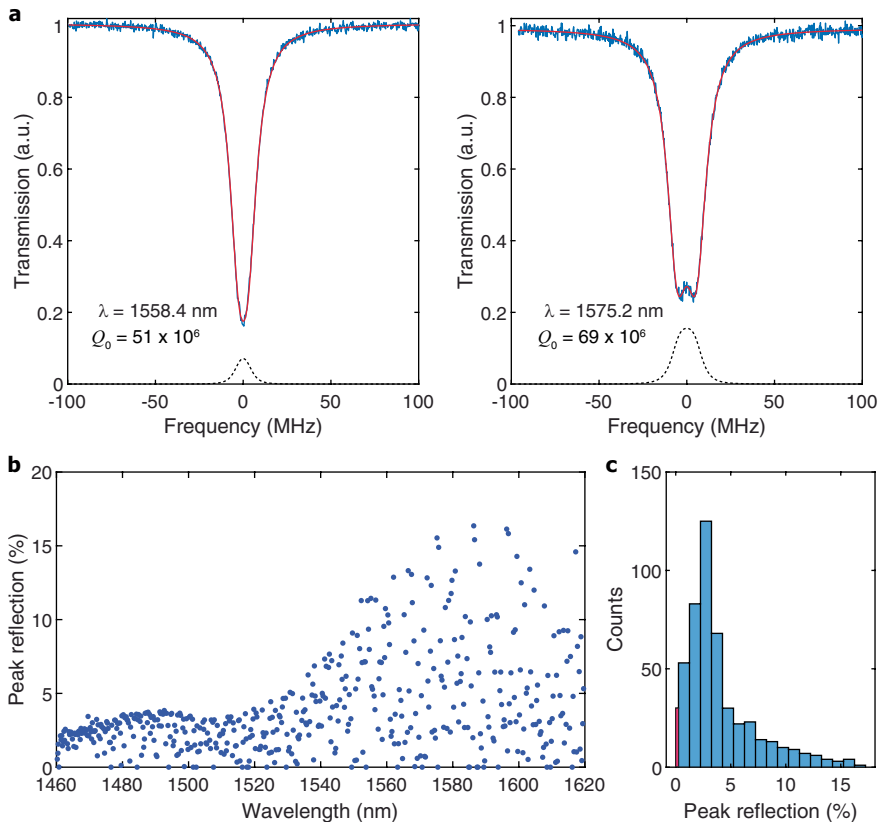 a
1
0.8
0.6
0.4
0.2
0
Transmission (a.u.)
λ = 1558.4 nm
Q0 = 51 x 10^6
-100 -50 0 50 100
Frequency (MHz)
1
0.8
0.6
0.4
0.2
0
Transmission (a.u.)
λ = 1575.2 nm
Q0 = 69 x 10^6
-100 -50 0 50 100
Frequency (MHz)
b
20
15
10
5
0
Peak reflection (%)
1460 1480 1500 1520 1540 1560 1580 1600 1620
Wavelength (nm)
c
150
100
50
0
Counts
0 5 10 15
Peak reflection (%)